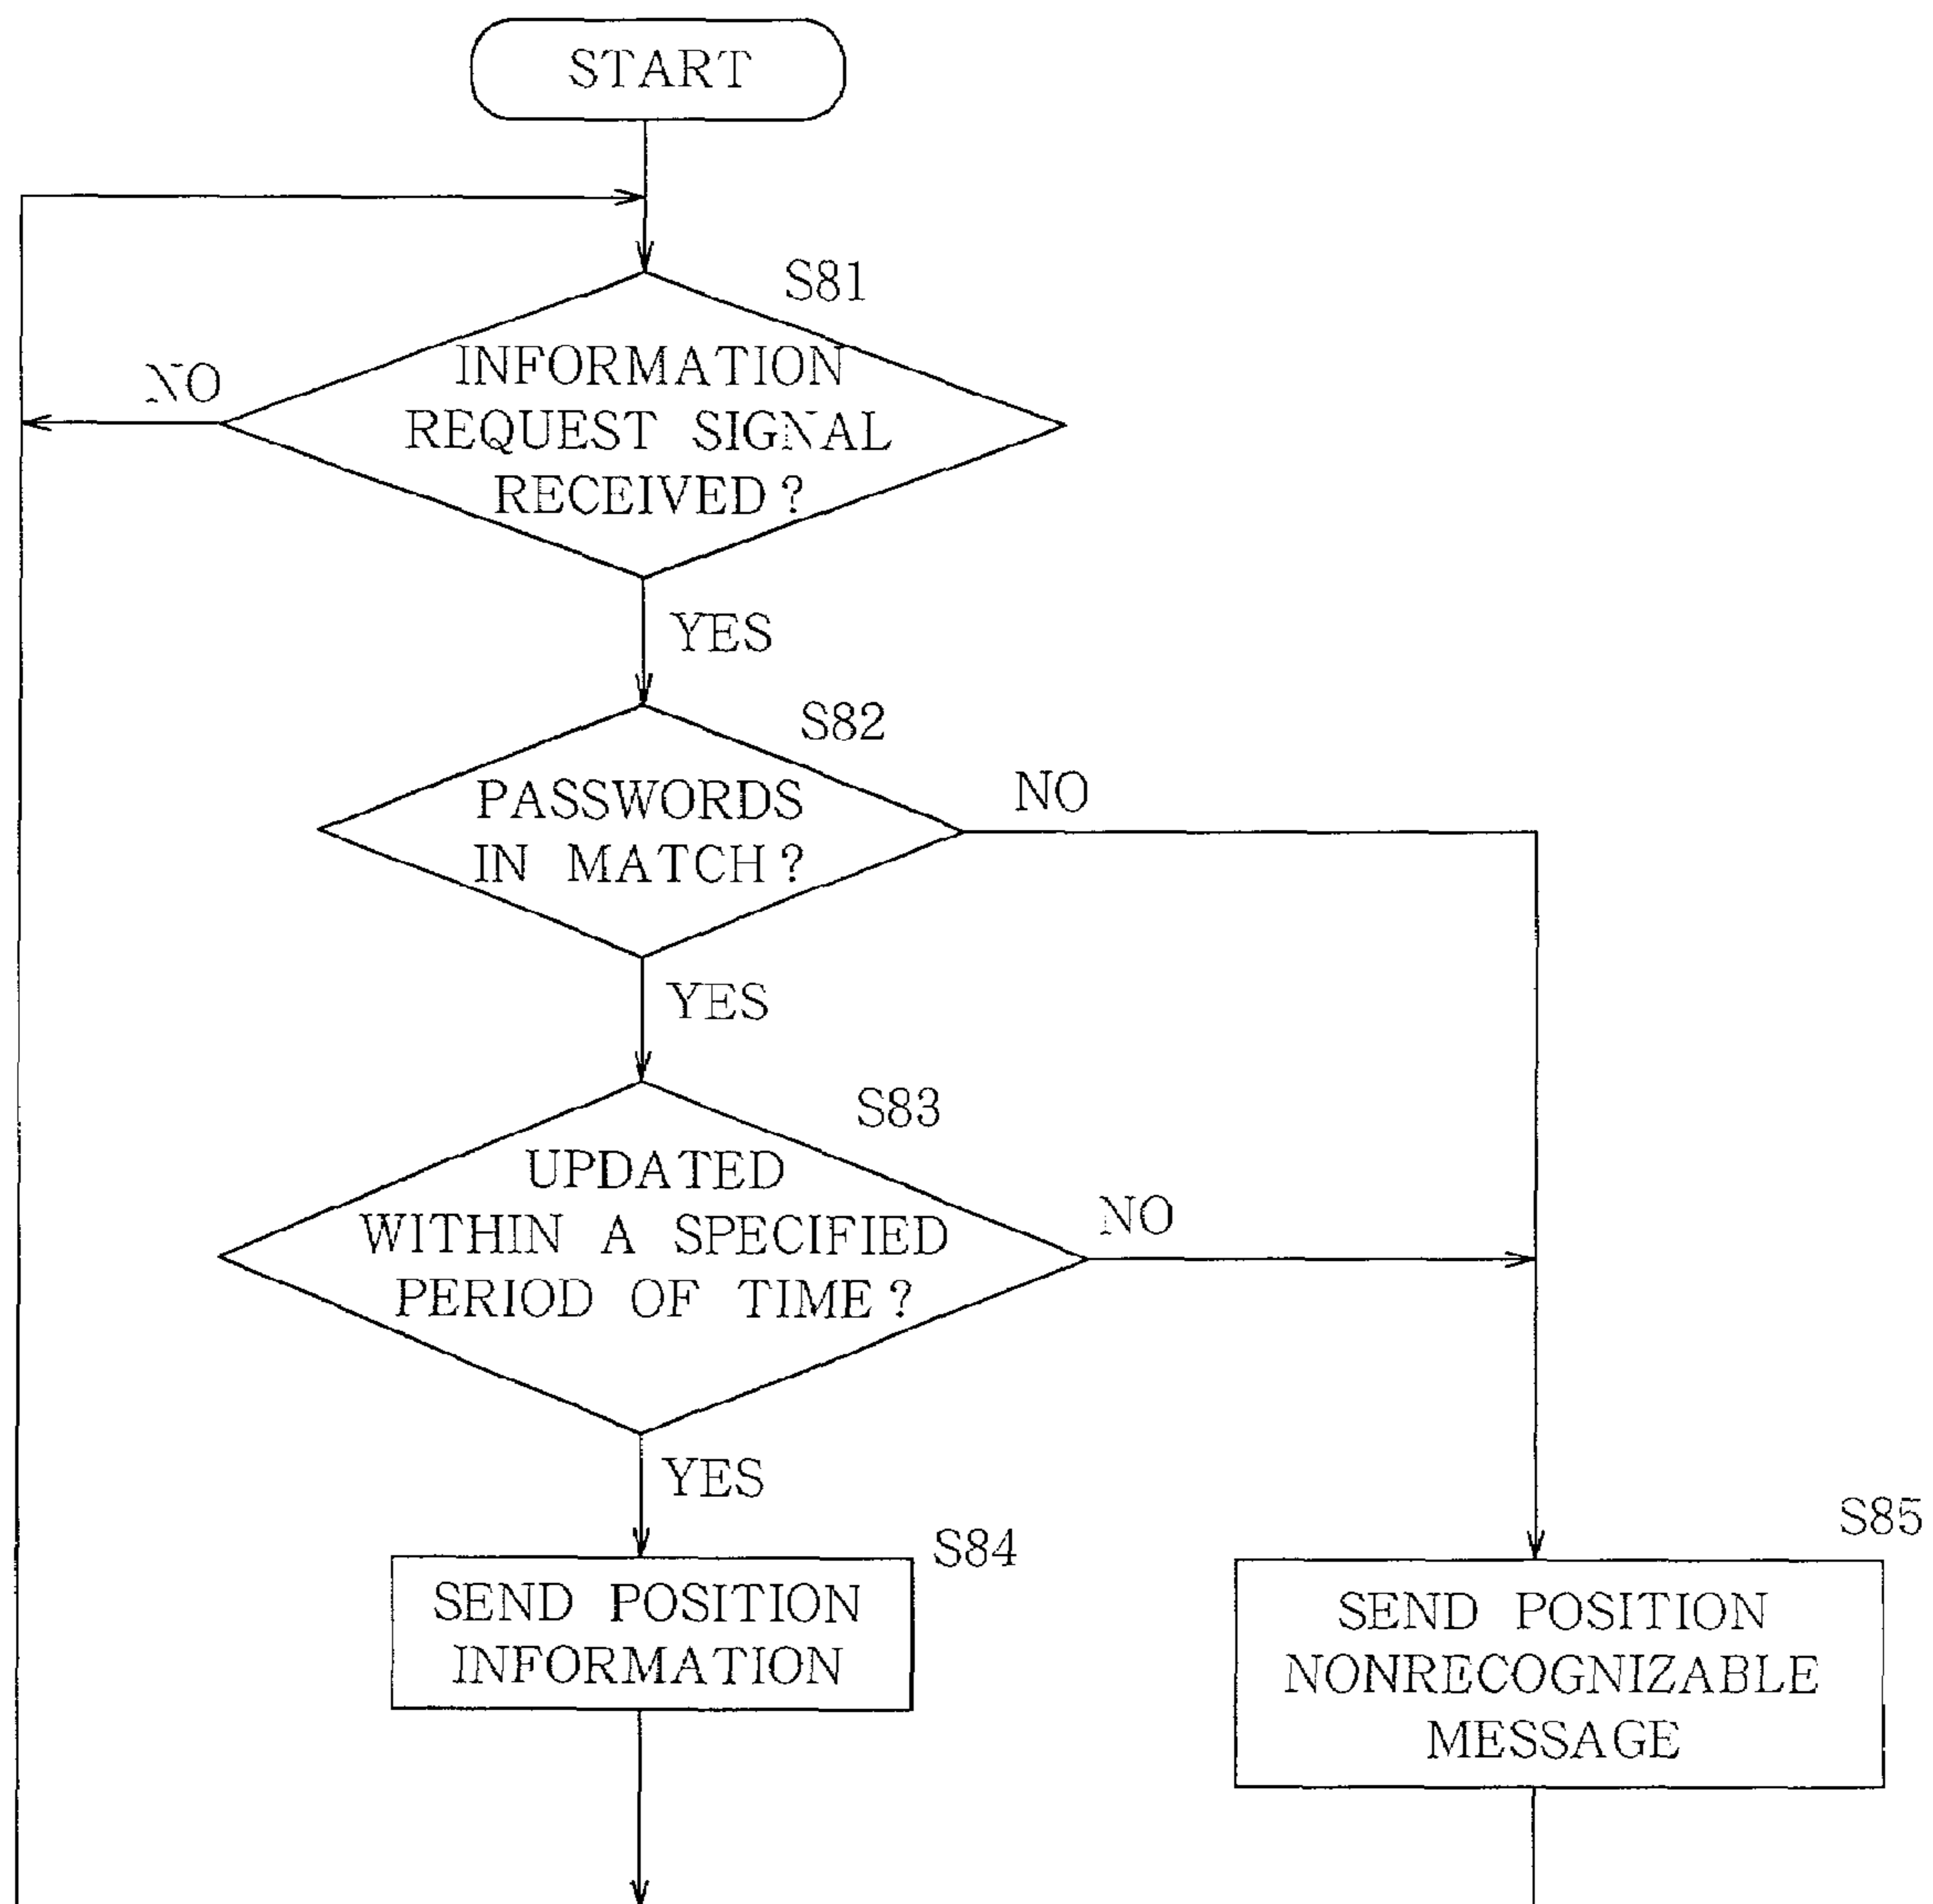 START
S81
INFORMATION
REQUEST SIGNAL
RECEIVED?
NO
YES
S82
PASSWORDS
IN MATCH?
NO
YES
S83
UPDATED
WITHIN A SPECIFIED
PERIOD OF TIME?
NO
YES
S84
SEND POSITION
INFORMATION
S85
SEND POSITION
NONRECOGNIZABLE
MESSAGE